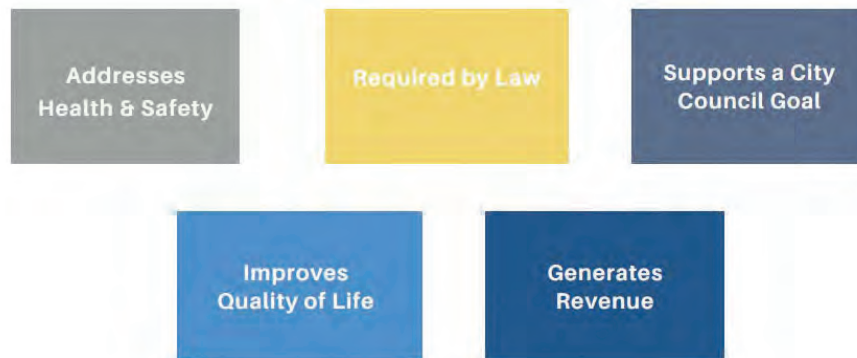 Addresses
Health & Safety
Required by Law
Supports a City
Council Goal
Improves
Quality of Life
Generates
Revenue